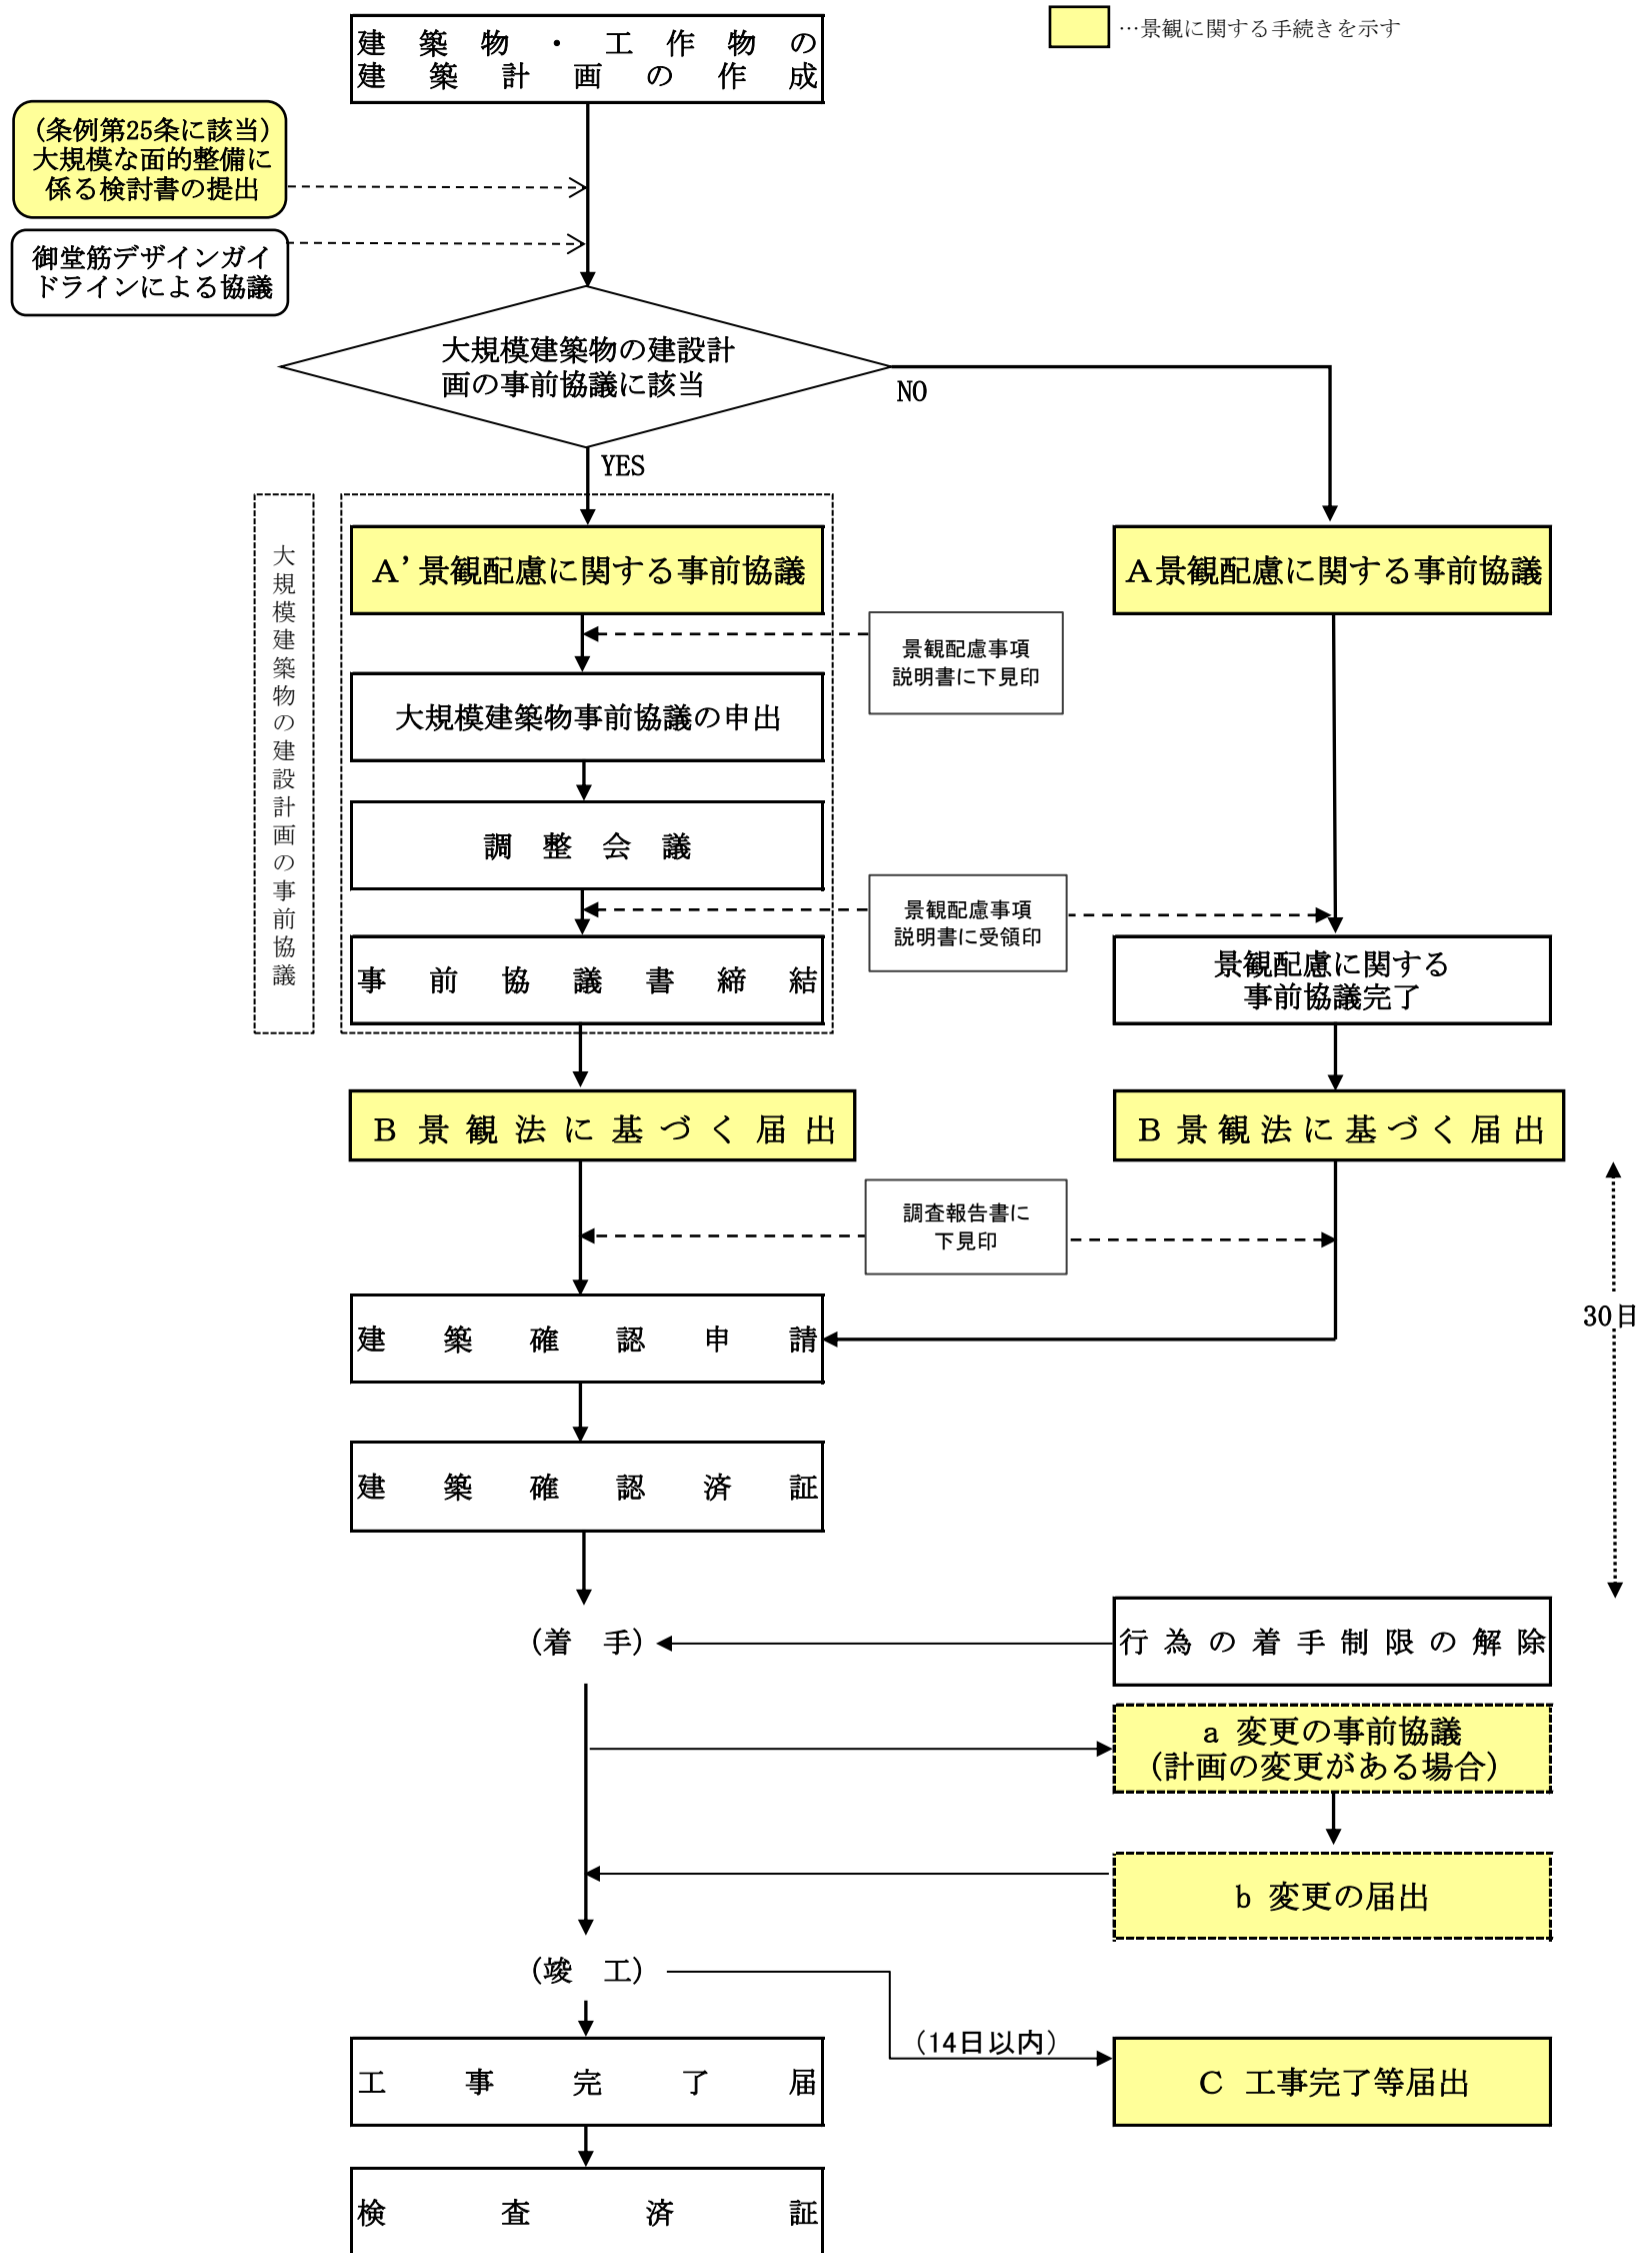 建築物・工作物の
建築計画の作成
…景観に関する手続きを示す
（条例第25条に該当）
大規模な面的整備に
係る検討書の提出
御堂筋デザインガイ
ドラインによる協議
大規模建築物の建設計
画の事前協議に該当
NO
YES
大規模建築物の建設計画の事前協議
A’景観配慮に関する事前協議
A景観配慮に関する事前協議
景観配慮事項
説明書に下見印
大規模建築物事前協議の申出
調整会議
景観配慮事項
説明書に受領印
事前協議書締結
景観配慮に関する
事前協議完了
B景観法に基づく届出
B景観法に基づく届出
調査報告書に
下見印
30日
建築確認申請
建築確認済証
（着　手）
行為の着手制限の解除
a 変更の事前協議
（計画の変更がある場合）
b 変更の届出
（竣　工）
（14日以内）
工事完了届
C 工事完了等届出
検査済証